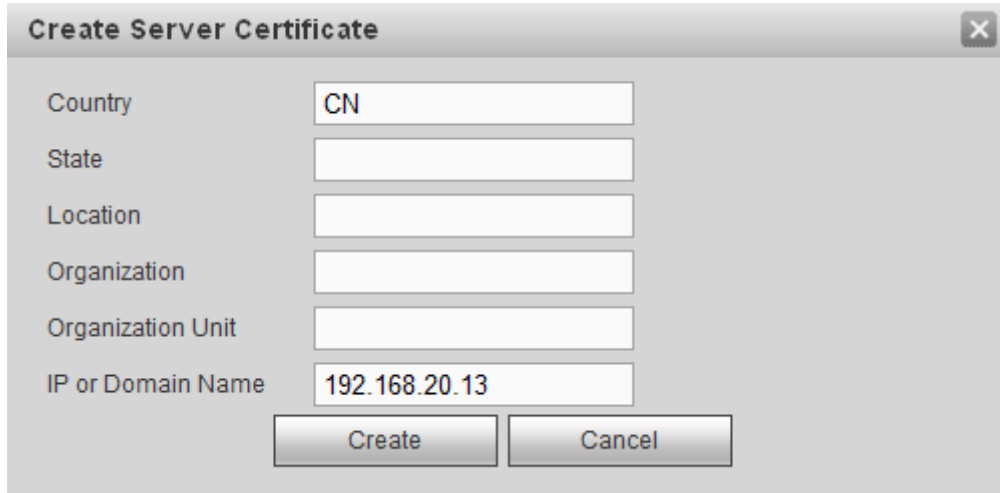 Create Server Certificate
Country CN
State
Location
Organization
Organization Unit
IP or Domain Name 192.168.20.13
Create Cancel